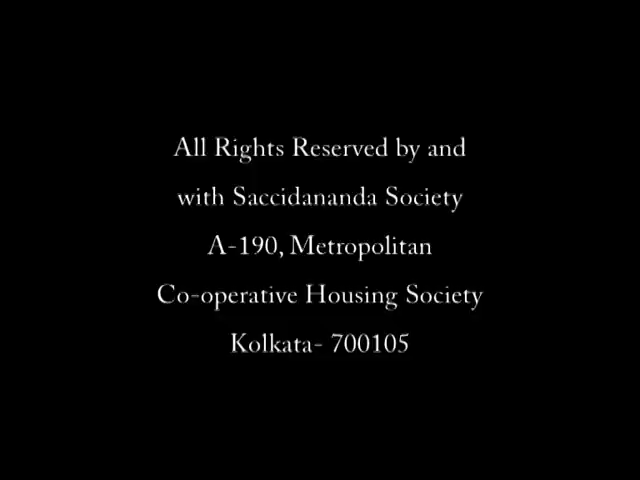 All Rights Reserved by and
with Saccidananda Society
A-190, Metropolitan
Co-operative Housing Society
Kolkata- 700105